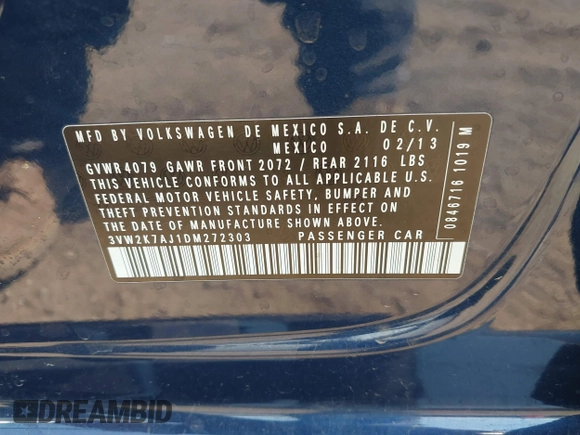 MFD BY VOLKSWAGEN DE MEXICO S.A. DE C.V.
MEXICO 02/13
GVWR4079 GAWR FRONT 2072 / REAR 2116 LBS
THIS VEHICLE CONFORMS TO ALL APPLICABLE U.S.
FEDERAL MOTOR VEHICLE SAFETY, BUMPER AND
THEFT PREVENTION STANDARDS IN EFFECT ON
THE DATE OF MANUFACTURE SHOWN ABOVE.
3VW2K7AJ1DM272303 PASSENGER CAR
0846716 1019 M
DREAMBID